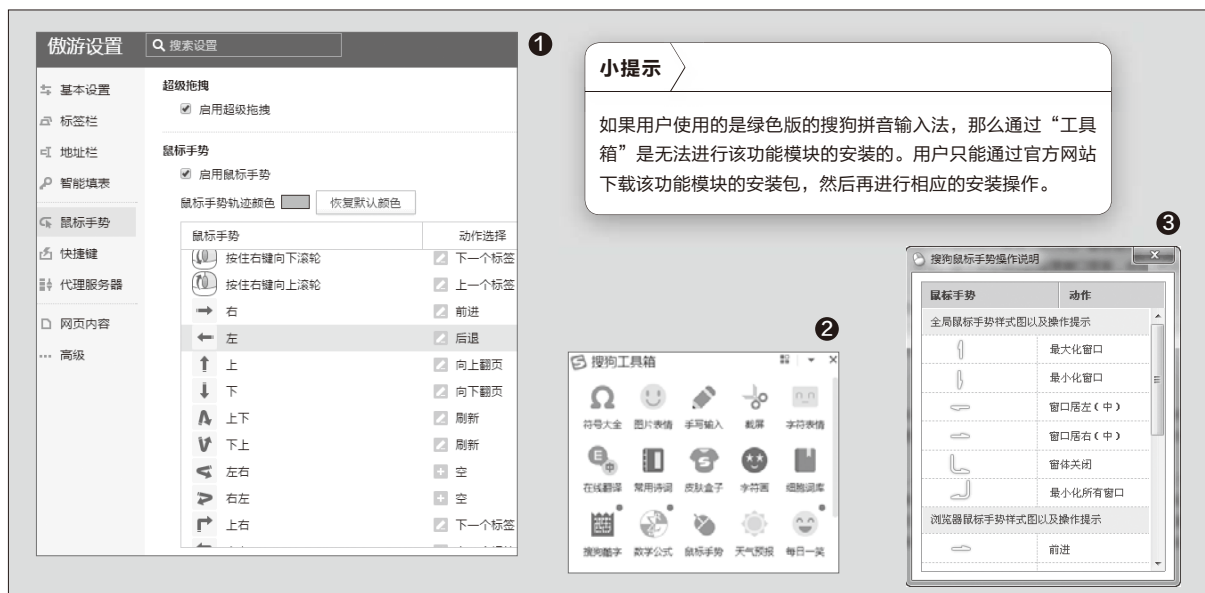 傲游设置
搜索设置
❶
基本设置
标签栏
地址栏
智能填表
鼠标手势
快捷键
代理服务器
网页内容
高级
超级拖拽
启用超级拖拽
鼠标手势
启用鼠标手势
鼠标手势轨迹颜色 恢复默认颜色
鼠标手势 动作选择
按住右键向下滚轮 下一个标签
按住右键向上滚轮 上一个标签
右 前进
左 后退
上 向上翻页
下 向下翻页
上下 刷新
下上 刷新
左右 空
右左 空
上右 下一个标签
小提示
如果用户使用的是绿色版的搜狗拼音输入法，那么通过“工具
箱”是无法进行该功能模块的安装的。用户只能通过官方网站
下载该功能模块的安装包，然后再进行相应的安装操作。
❷
搜狗工具箱
符号大全 图片表情 手写输入 截屏 字符表情
在线翻译 常用诗词 皮肤盒子 字符画 细胞词库
搜狗酷字 数学公式 鼠标手势 天气预报 每日一笑
❸
搜狗鼠标手势操作说明
鼠标手势 动作
全局鼠标手势样式图以及操作提示
最大化窗口
最小化窗口
窗口居左(中)
窗口居右(中)
窗体关闭
最小化所有窗口
浏览器鼠标手势样式图以及操作提示
前进